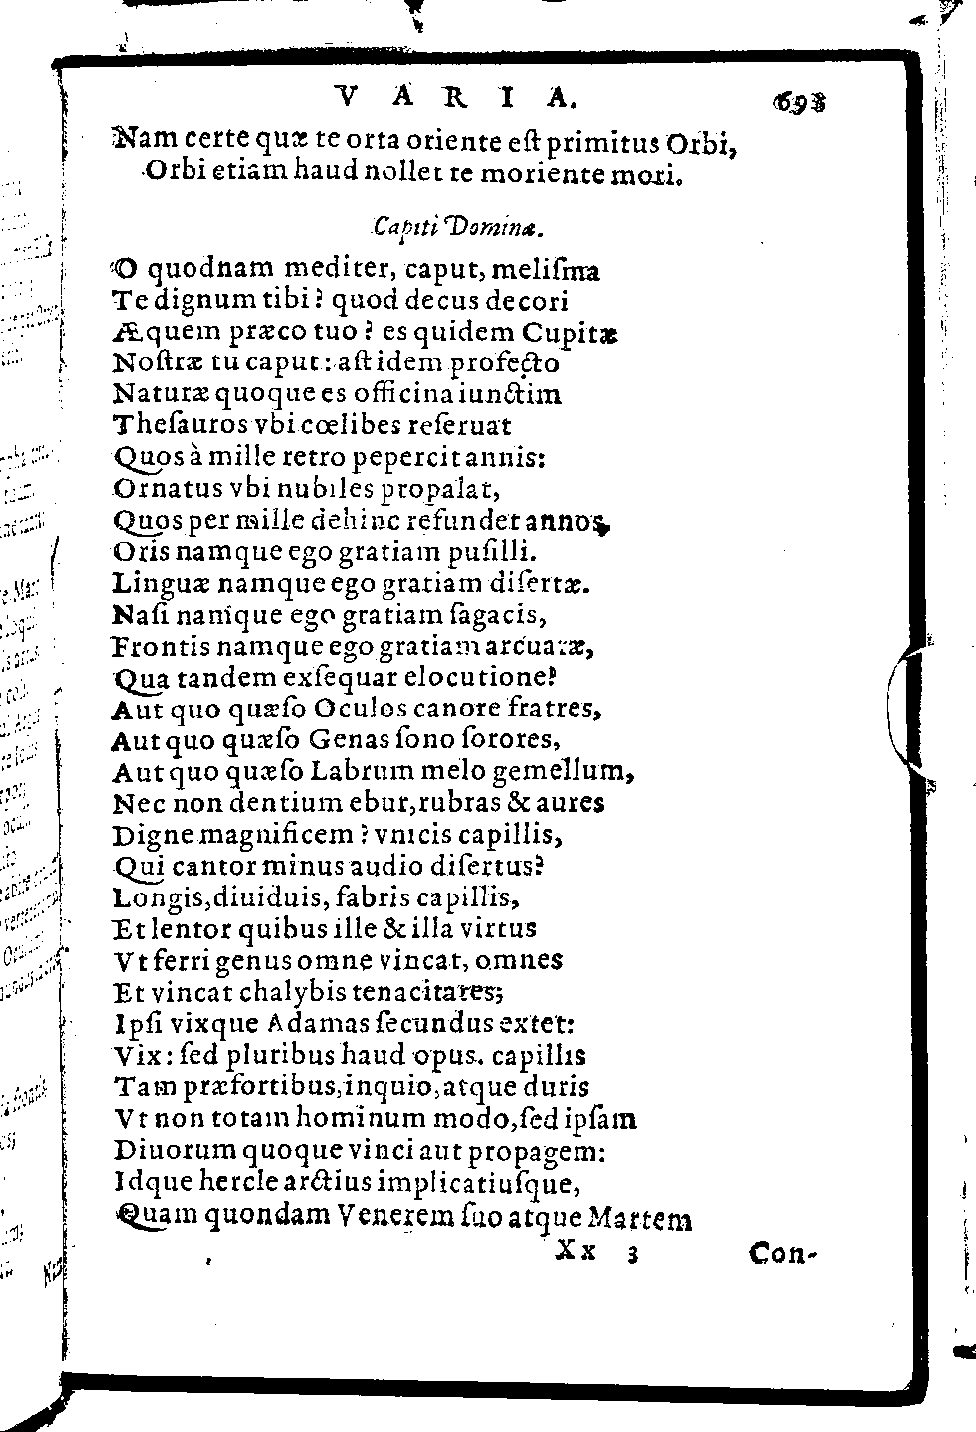 VARIA. 693
Nam certe quæ te orta oriente eſt primitus Orbi,
Orbi etiam haud nollet te moriente mori.
Capiti Dominæ.
O quodnam mediter, caput, meliſma
Te dignum tibi? quod decus decori
Æquem præco tuo? es quidem Cupitæ
Noſtræ tu caput: aſt idem profecto
Naturæ quoque es officina iunctim
Theſauros vbi cœlibes reſeruat
Quos à mille retro pepercit annis:
Ornatus vbi nubiles propalat,
Quos per mille dehinc refundet annos,
Oris namque ego gratiam puſilli.
Linguæ namque ego gratiam diſertæ.
Naſi namque ego gratiam ſagacis,
Frontis namque ego gratiam arcuatæ,
Qua tandem exſequar elocutione?
Aut quo quæſo Oculos canore fratres,
Aut quo quæſo Genas ſono ſorores,
Aut quo quæſo Labrum melo gemellum,
Nec non dentium ebur, rubras & aures
Digne magnificem? vnicis capillis,
Qui cantor minus audio diſertus?
Longis, diuiduis, fabris capillis,
Et lentor quibus ille & illa virtus
Vt ferri genus omne vincat, omnes
Et vincat chalybis tenacitates;
Ipſi vixque Adamas ſecundus extet:
Vix: ſed pluribus haud opus. capillis
Tam præfortibus, inquio, atque duris
Vt non totam hominum modo, ſed ipſam
Diuorum quoque vinci aut propagem:
Idque hercle arctius implicatiuſque,
Quam quondam Venerem ſuo atque Martem
Xx 3 Con-